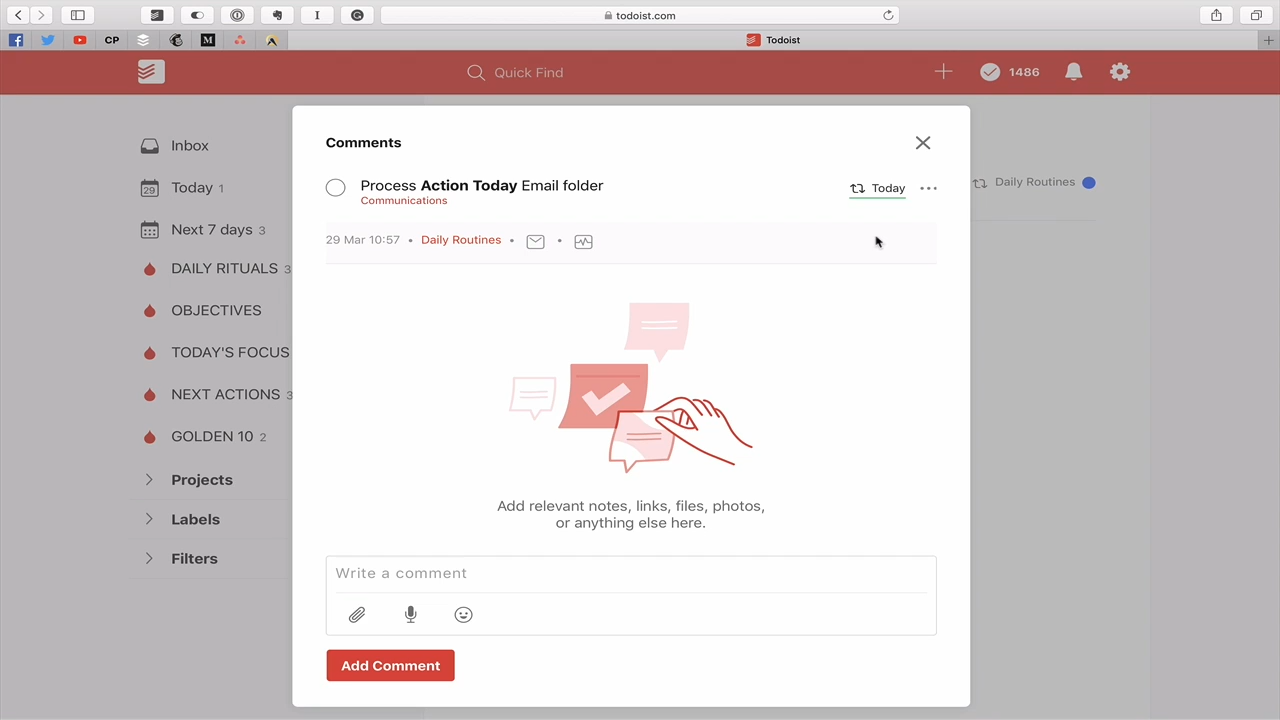 todoist.com
CP
M
Todoist
Quick Find
1486
Inbox
29 Today 1
Next 7 days 3
DAILY RITUALS 3
OBJECTIVES
TODAY'S FOCUS
NEXT ACTIONS 3
GOLDEN 10 2
Projects
Labels
Filters
Comments
Process Action Today Email folder
Communications
Today
Daily Routines
29 Mar 10:57 • Daily Routines • •
Add relevant notes, links, files, photos,
or anything else here.
Write a comment
Add Comment